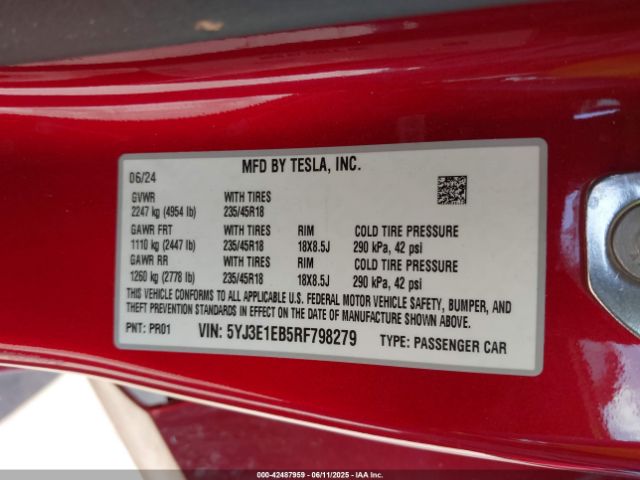 MFD BY TESLA, INC.
06/24
GVWR WITH TIRES
2247 kg (4954 lb) 235/45R18
GAWR FRT WITH TIRES RIM COLD TIRE PRESSURE
1110 kg (2447 lb) 235/45R18 18X8.5J 290 kPa, 42 psi
GAWR RR WITH TIRES RIM COLD TIRE PRESSURE
1260 kg (2778 lb) 235/45R18 18X8.5J 290 kPa, 42 psi
THIS VEHICLE CONFORMS TO ALL APPLICABLE U.S. FEDERAL MOTOR VEHICLE SAFETY, BUMPER, AND
THEFT PREVENTION STANDARDS IN EFFECT ON THE DATE OF MANUFACTURE SHOWN ABOVE.
PNT: PR01 VIN: 5YJ3E1EB5RF798279 TYPE: PASSENGER CAR
000-42487959 - 06/11/2025 - IAA Inc.